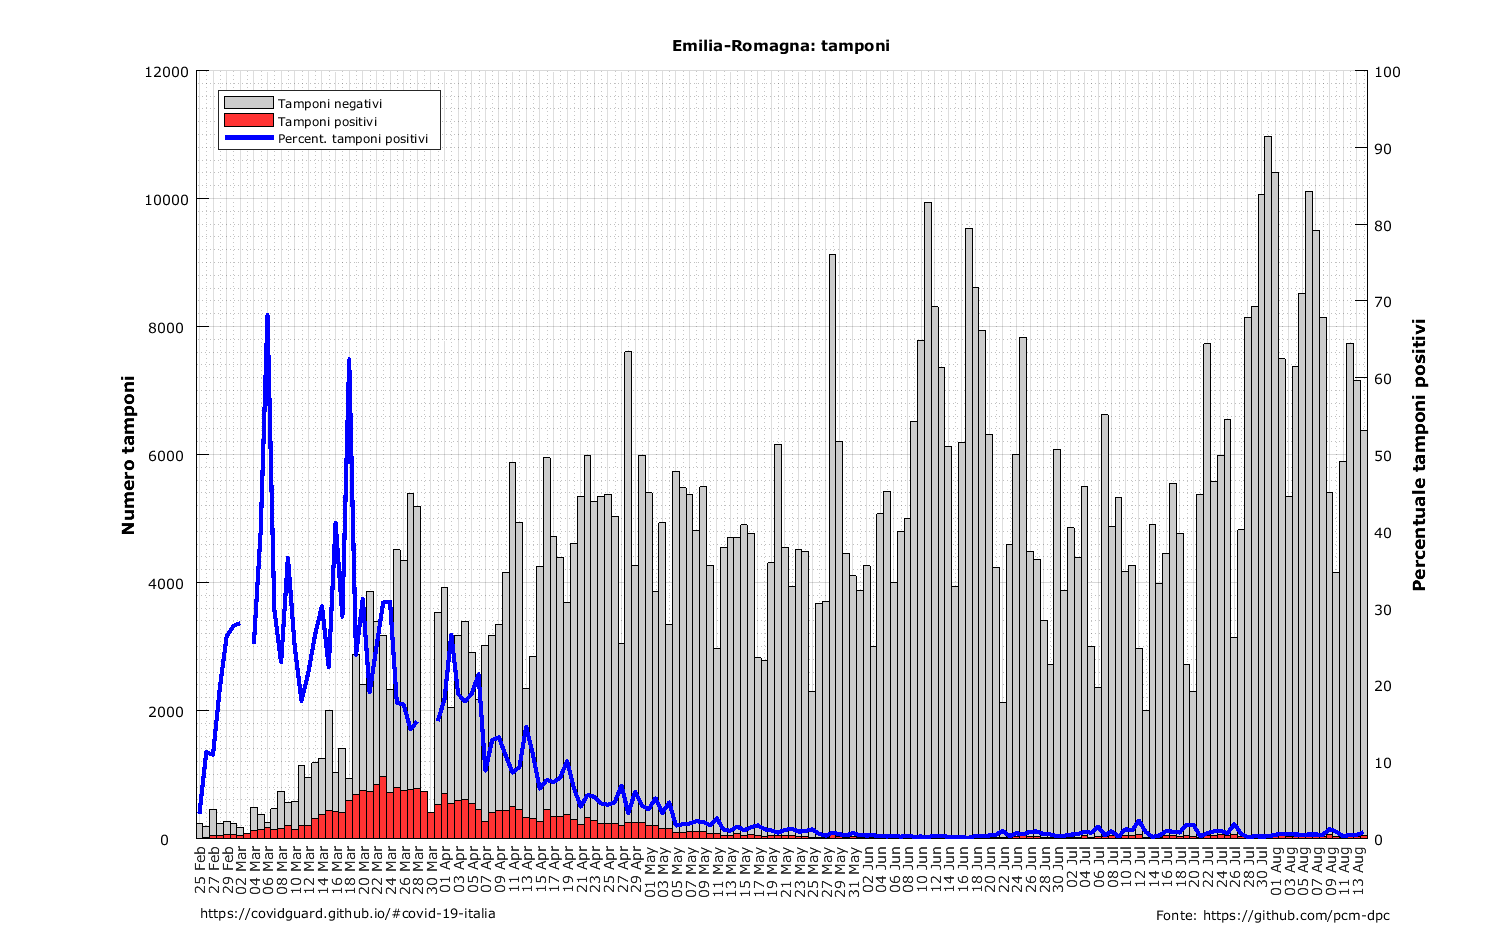 Emilia-Romagna: tamponi
Tamponi negativi
Tamponi positivi
Percent. tamponi positivi
Numero tamponi
12000
10000
8000
6000
4000
2000
0
Percentuale tamponi positivi
100
90
80
70
60
50
40
30
20
10
0
25 Feb
27 Feb
29 Feb
02 Mar
04 Mar
06 Mar
08 Mar
10 Mar
12 Mar
14 Mar
16 Mar
18 Mar
20 Mar
22 Mar
24 Mar
26 Mar
28 Mar
30 Mar
01 Apr
03 Apr
05 Apr
07 Apr
09 Apr
11 Apr
13 Apr
15 Apr
17 Apr
19 Apr
21 Apr
23 Apr
25 Apr
27 Apr
29 Apr
01 May
03 May
05 May
07 May
09 May
11 May
13 May
15 May
17 May
19 May
21 May
23 May
25 May
27 May
29 May
31 May
02 Jun
04 Jun
06 Jun
08 Jun
10 Jun
12 Jun
14 Jun
16 Jun
18 Jun
20 Jun
22 Jun
24 Jun
26 Jun
28 Jun
30 Jun
02 Jul
04 Jul
06 Jul
08 Jul
10 Jul
12 Jul
14 Jul
16 Jul
18 Jul
20 Jul
22 Jul
24 Jul
26 Jul
28 Jul
30 Jul
01 Aug
03 Aug
05 Aug
07 Aug
09 Aug
11 Aug
13 Aug
https://covidguard.github.io/#covid-19-italia
Fonte: https://github.com/pcm-dpc